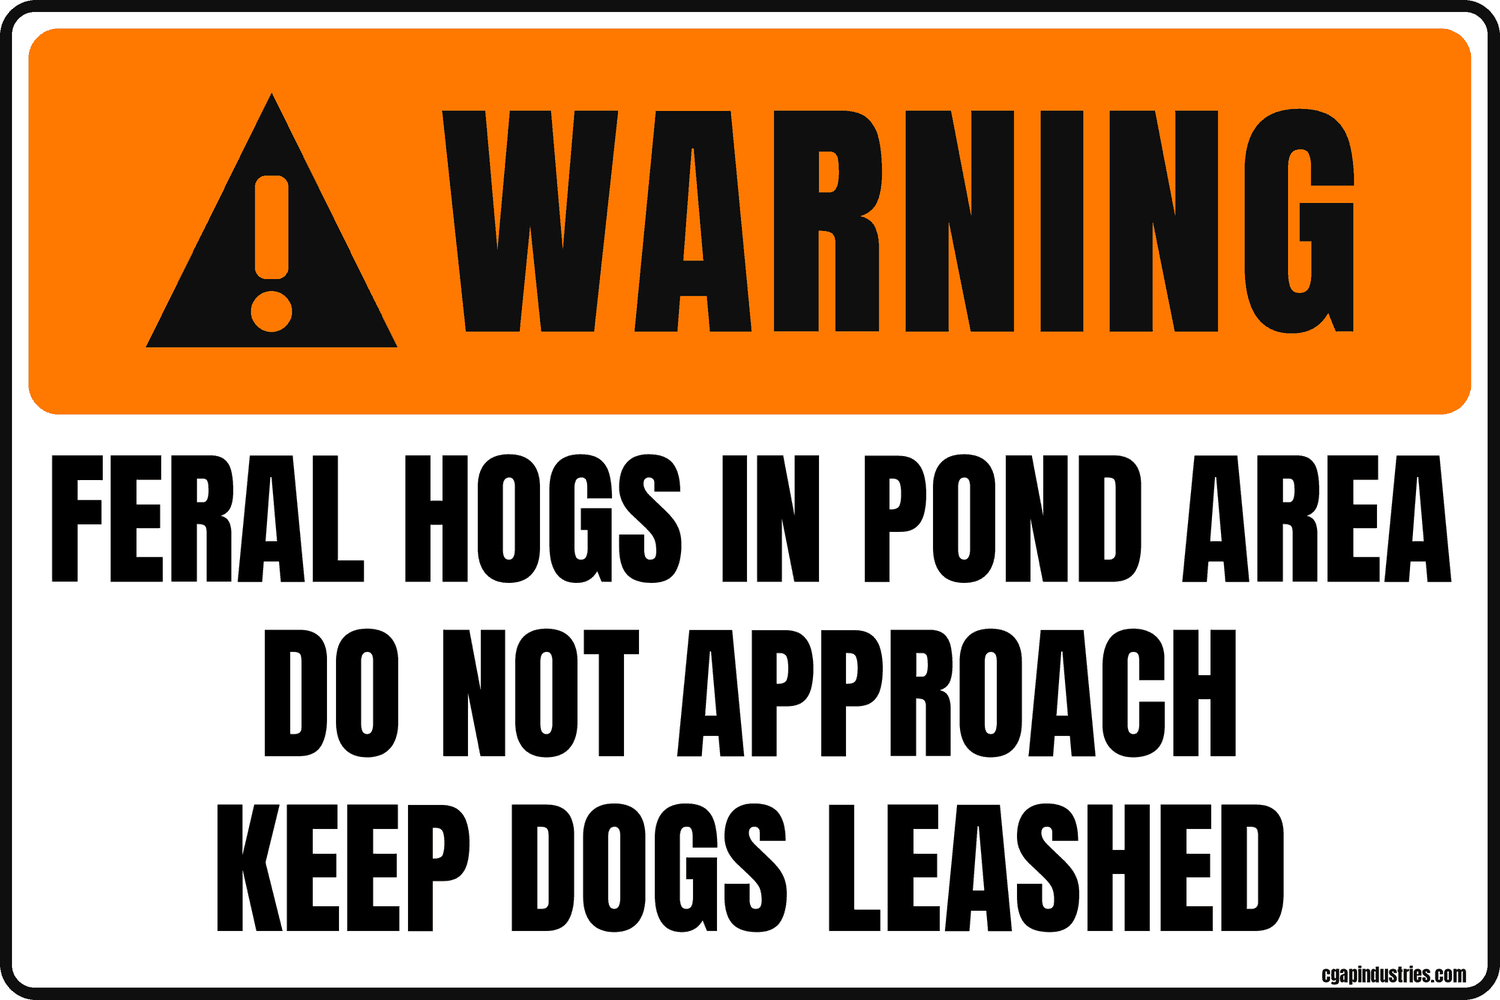 WARNING
FERAL HOGS IN POND AREA
DO NOT APPROACH
KEEP DOGS LEASHED
cgapindustries.com